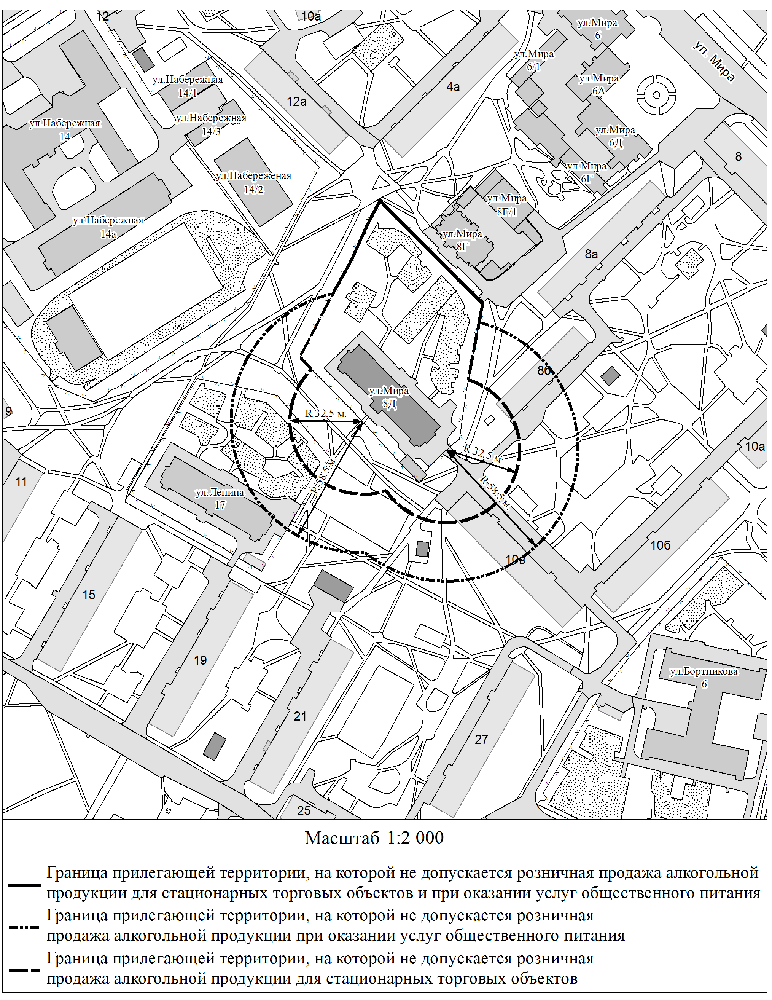 12
10а
ул.Мира
6
ул. Мира
ул.Мира
6/1
ул.Набережная
14/1
4а
ул.Мира
6А
12а
ул.Набережная
14
ул.Набережная
14/3
ул.Мира
6Д
8
ул.Набереженая
14/2
ул.Мира
6Г
ул.Мира
8Г/1
ул.Набережная
14а
ул.Мира
8Г
8а
8б
ул.Мира
8Д
9
R 32.5 м.
R 32.5 м.
10а
R-58.5 м.
R-58.5 м.
11
ул.Ленина
17
10б
10в
15
19
ул.Бортникова
6
21
27
25
Масштаб 1:2 000
Граница прилегающей территории, на которой не допускается розничная продажа алкогольной
продукции для стационарных торговых объектов и при оказании услуг общественного питания
Граница прилегающей территории, на которой не допускается розничная
продажа алкогольной продукции при оказании услуг общественного питания
Граница прилегающей территории, на которой не допускается розничная
продажа алкогольной продукции для стационарных торговых объектов